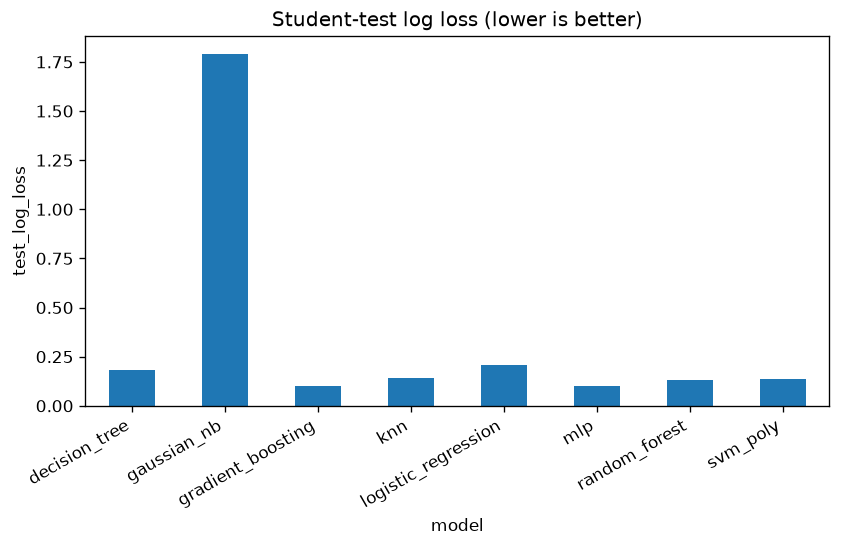 Student-test log loss (lower is better)
test_log_loss
1.75
1.50
1.25
1.00
0.75
0.50
0.25
0.00
decision_tree
gaussian_nb
gradient_boosting
knn
logistic_regression
mlp
random_forest
svm_poly
model